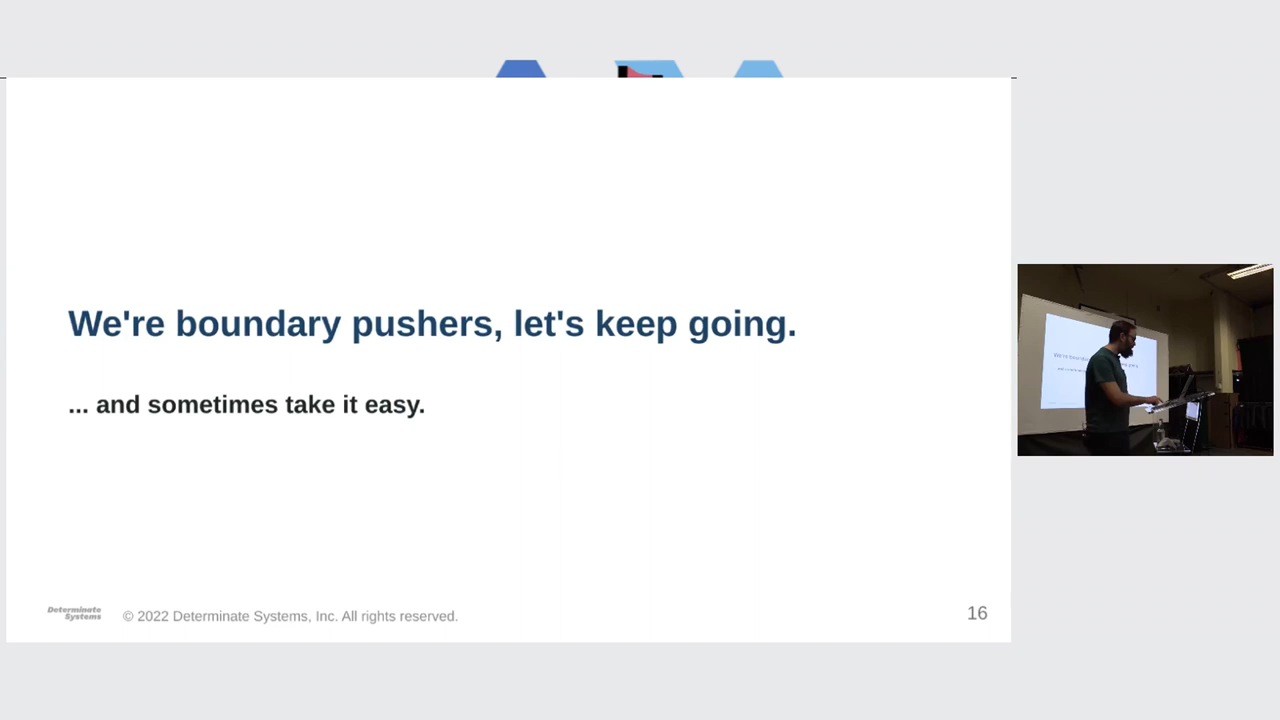 We're boundary pushers, let's keep going.
... and sometimes take it easy.
Determinate
Systems
© 2022 Determinate Systems, Inc. All rights reserved.
16